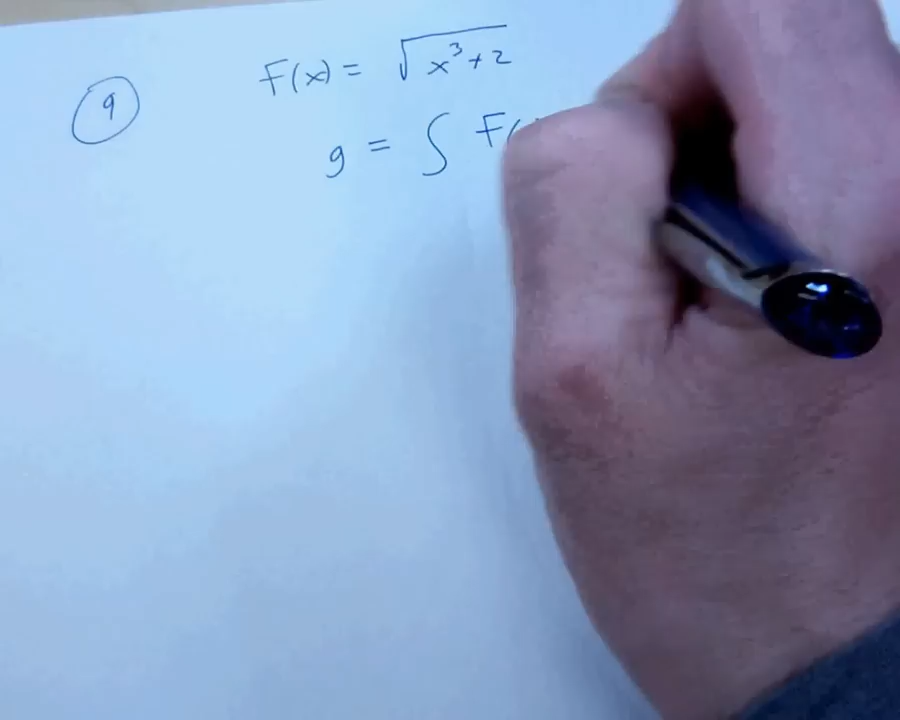 9
F(x) = √(x³+2)
g = ∫ F(